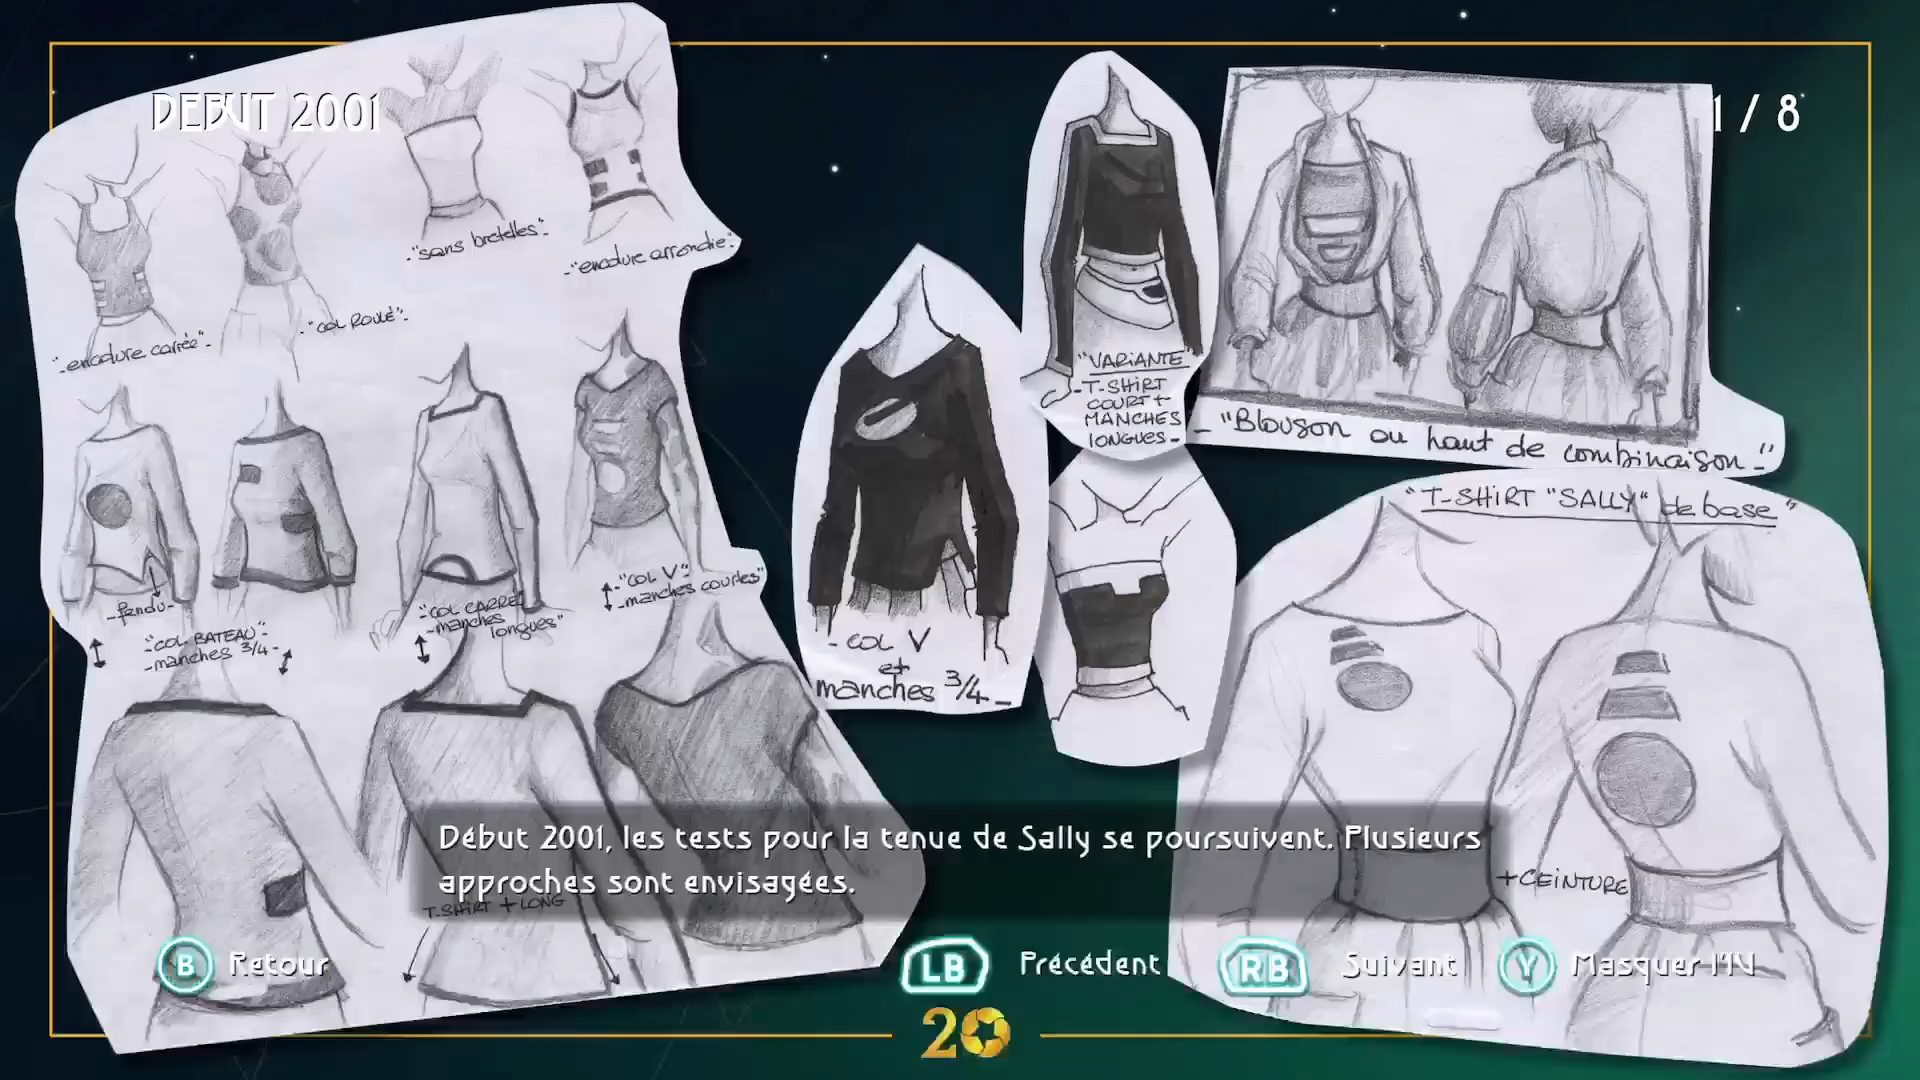 DEBUT 2001
1 / 8
"sans bretelles"
"encolure arrondie"
"COL ROULÉ"
"encolure carrée"
"VARIANTE"
-T-SHIRT
COURT +
MANCHES
LONGUES-
- "Blouson ou haut de combinaison-"
"T-SHIRT "SALLY" de base"
-fendu-
"COL BATEAU"
-manches 3/4-
"COL CARRÉ
-manches
longues"
"COL V"
-manches courtes"
- COL V
et
manches 3/4 -
Début 2001, les tests pour la tenue de Sally se poursuivent. Plusieurs
approches sont envisagées.
+CEINTURE
T-SHIRT + LONG
B Retour
LB Précédent
RB Suivant
Y Masquer
20